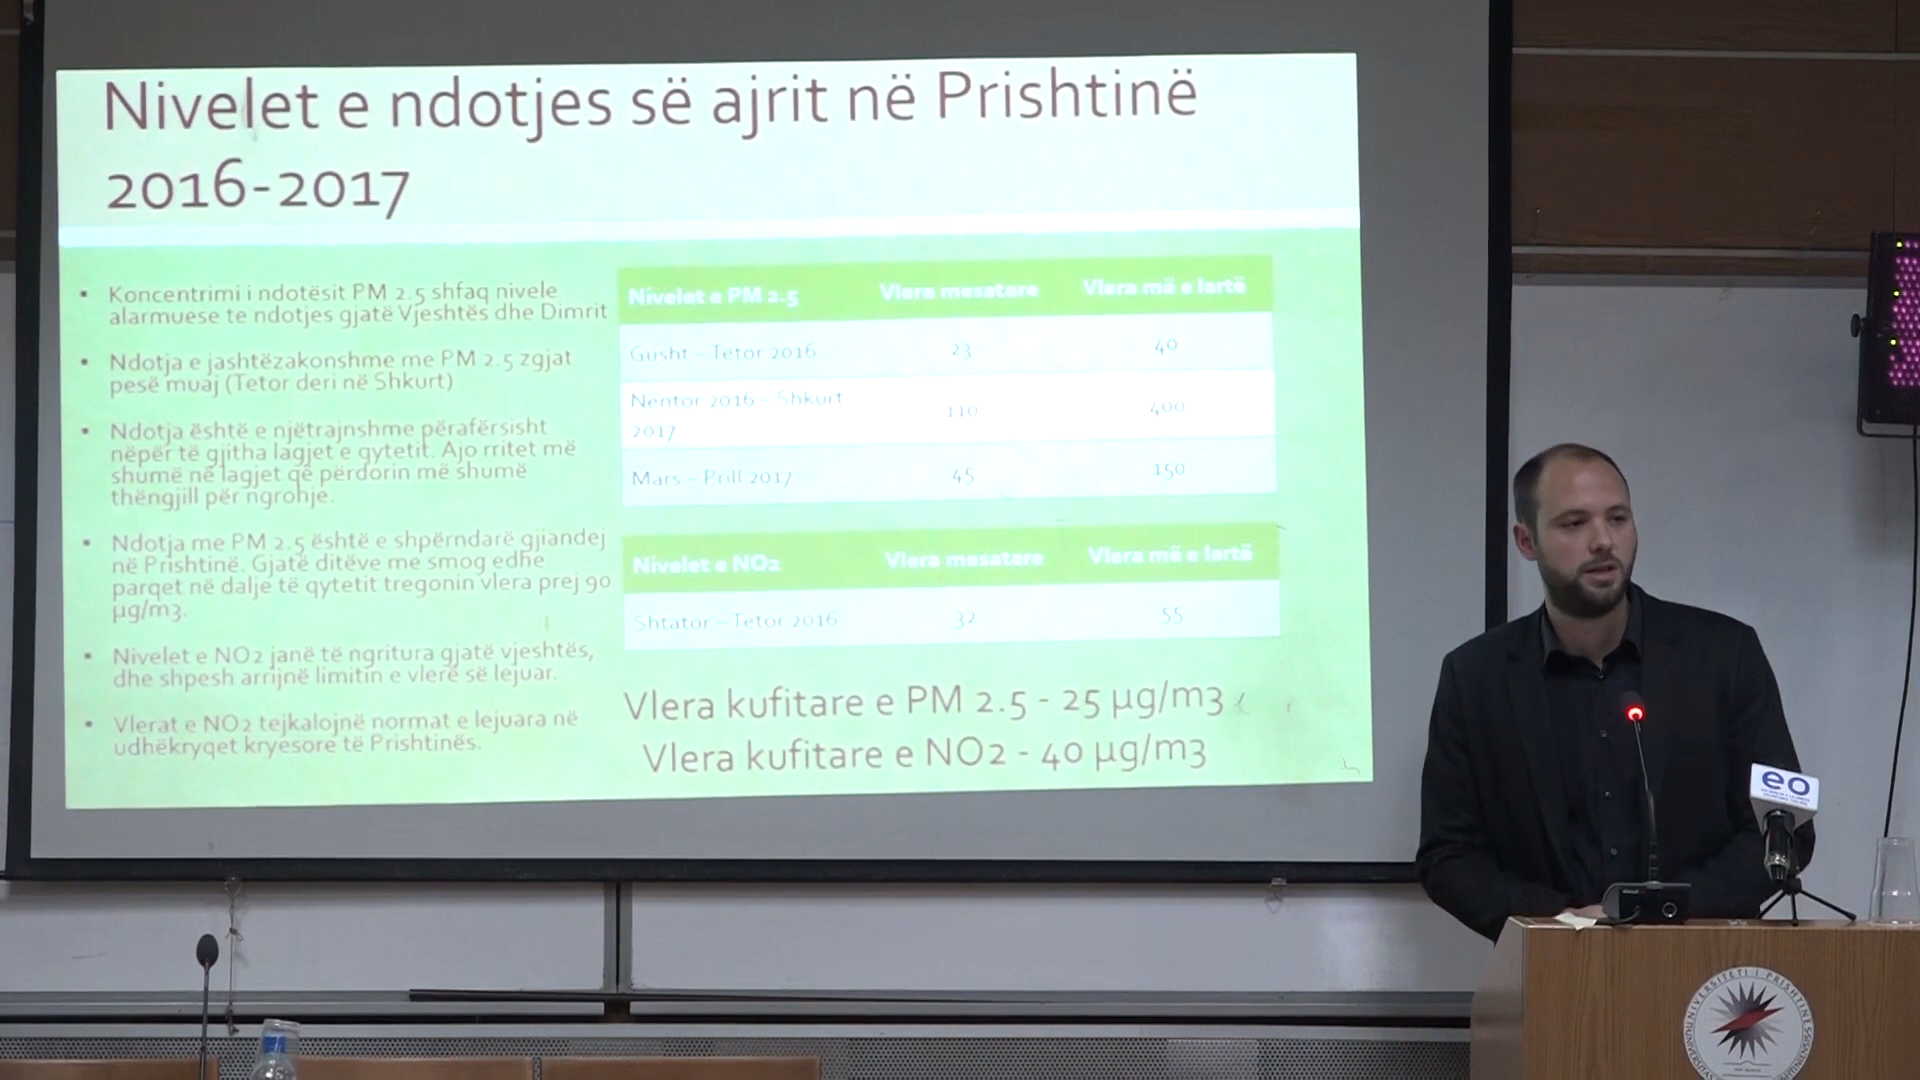 Nivelet e ndotjes së ajrit në Prishtinë
2016-2017
▪ Koncentrimi i ndotësit PM 2.5 shfaq nivele
alarmuese te ndotjes gjatë Vjeshtës dhe Dimrit
▪ Ndotja e jashtëzakonshme me PM 2.5 zgjat
pesë muaj (Tetor deri në Shkurt)
▪ Ndotja është e njëtrajnshme përafërsisht
nëpër të gjitha lagjet e qytetit. Ajo rritet më
shumë në lagjet që përdorin më shumë
thëngjill për ngrohje.
▪ Ndotja me PM 2.5 është e shpërndarë gjiandej
në Prishtinë. Gjatë ditëve me smog edhe
parqet në dalje të qytetit tregonin vlera prej 90
µg/m3.
▪ Nivelet e NO2 janë të ngritura gjatë vjeshtës,
dhe shpesh arrijnë limitin e vlerë së lejuar.
▪ Vlerat e NO2 tejkalojnë normat e lejuara në
udhëkryqet kryesore të Prishtinës.
Nivelet e PM 2.5 Vlera mesatare Vlera më e lartë
Gusht – Tetor 2016 23 40
Nëntor 2016 – Shkurt
2017 110 400
Mars – Prill 2017 45 150
Nivelet e NO2 Vlera mesatare Vlera më e lartë
Shtator – Tetor 2016 32 55
Vlera kufitare e PM 2.5 - 25 µg/m3
Vlera kufitare e NO2 - 40 µg/m3
eo
UNIVERSITETI I PRISHTINËS